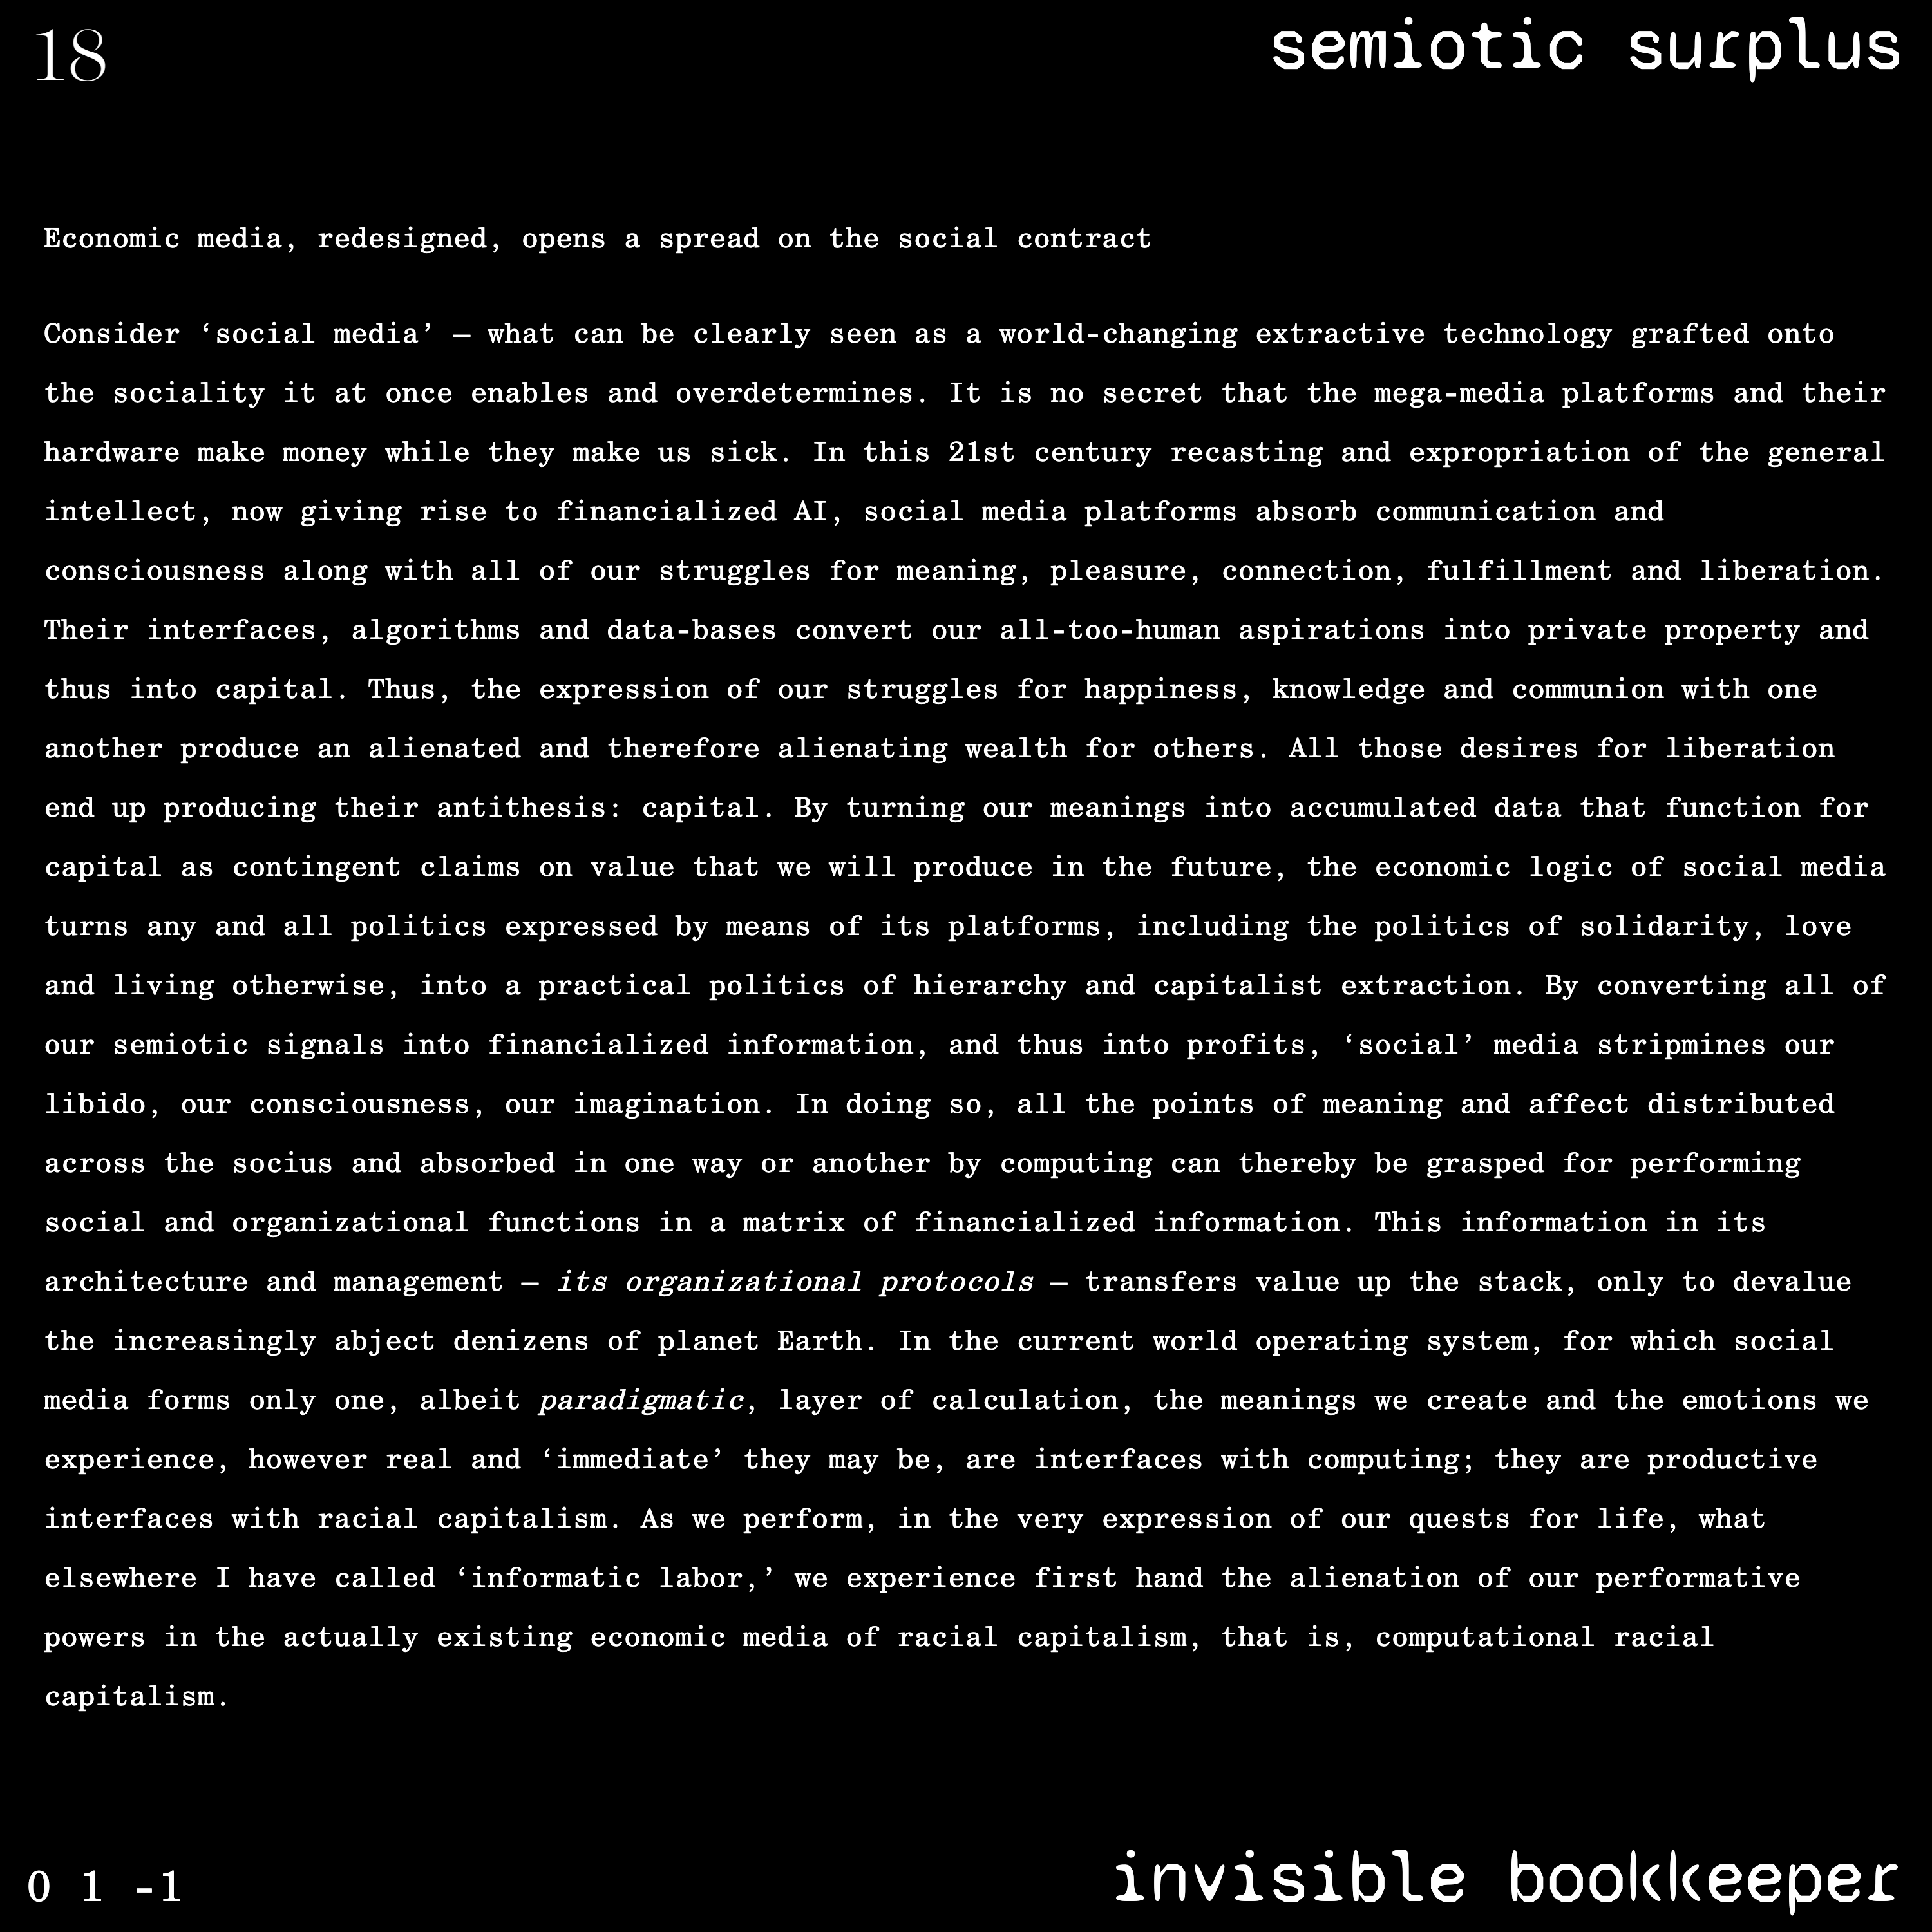 18
semiotic surplus
Economic media, redesigned, opens a spread on the social contract
Consider ‘social media’ – what can be clearly seen as a world-changing extractive technology grafted onto
the sociality it at once enables and overdetermines. It is no secret that the mega-media platforms and their
hardware make money while they make us sick. In this 21st century recasting and expropriation of the general
intellect, now giving rise to financialized AI, social media platforms absorb communication and
consciousness along with all of our struggles for meaning, pleasure, connection, fulfillment and liberation.
Their interfaces, algorithms and data-bases convert our all-too-human aspirations into private property and
thus into capital. Thus, the expression of our struggles for happiness, knowledge and communion with one
another produce an alienated and therefore alienating wealth for others. All those desires for liberation
end up producing their antithesis: capital. By turning our meanings into accumulated data that function for
capital as contingent claims on value that we will produce in the future, the economic logic of social media
turns any and all politics expressed by means of its platforms, including the politics of solidarity, love
and living otherwise, into a practical politics of hierarchy and capitalist extraction. By converting all of
our semiotic signals into financialized information, and thus into profits, ‘social’ media stripmines our
libido, our consciousness, our imagination. In doing so, all the points of meaning and affect distributed
across the socius and absorbed in one way or another by computing can thereby be grasped for performing
social and organizational functions in a matrix of financialized information. This information in its
architecture and management – its organizational protocols – transfers value up the stack, only to devalue
the increasingly abject denizens of planet Earth. In the current world operating system, for which social
media forms only one, albeit paradigmatic, layer of calculation, the meanings we create and the emotions we
experience, however real and ‘immediate’ they may be, are interfaces with computing; they are productive
interfaces with racial capitalism. As we perform, in the very expression of our quests for life, what
elsewhere I have called ‘informatic labor,’ we experience first hand the alienation of our performative
powers in the actually existing economic media of racial capitalism, that is, computational racial
capitalism.
0 1 -1
invisible bookkeeper